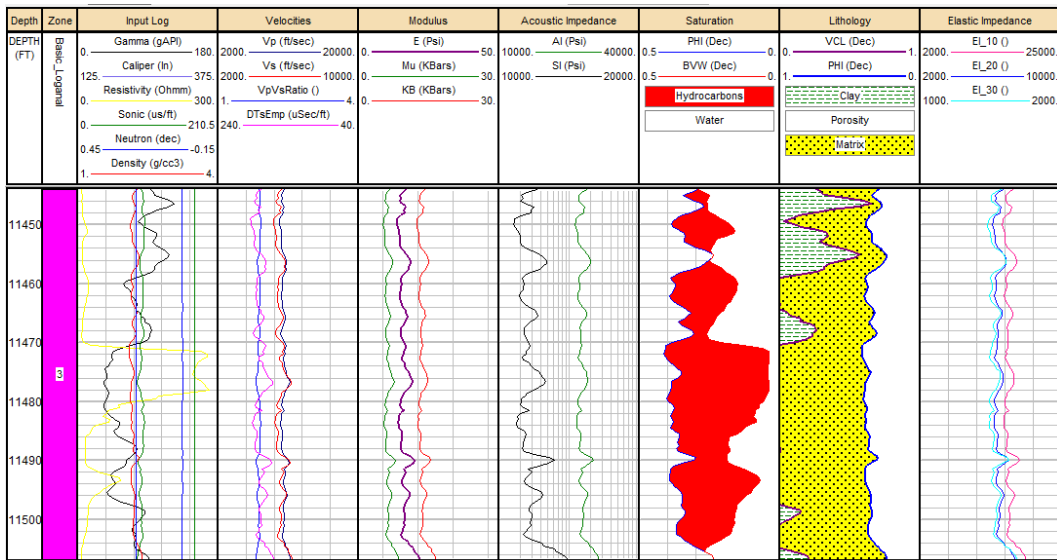 Depth Zone Input Log Velocities Modulus Acoustic Impedance Saturation Lithology Elastic Impedance
DEPTH
(FT)
Basic_Loganal
Gamma (gAPI)
0. 180.
Caliper (In)
125. 375.
Resistivity (Ohmm)
0. 300.
Sonic (us/ft)
0. 210.5
Neutron (dec)
0.45 -0.15
Density (g/cc3)
1. 4.
Vp (ft/sec)
2000. 20000.
Vs (ft/sec)
2000. 10000.
VpVsRatio ()
1. 4.
DTsEmp (uSec/ft)
240. 40.
E (Psi)
0. 50.
Mu (KBars)
0. 30.
KB (KBars)
0. 30.
AI (Psi)
10000. 40000.
SI (Psi)
10000. 20000.
PHI (Dec)
0.5 0.
BVW (Dec)
0.5 0.
Hydrocarbons
Water
VCL (Dec)
0. 1.
PHI (Dec)
1. 0.
Clay
Porosity
Matrix
EI_10 ()
2000. 25000.
EI_20 ()
2000. 10000.
EI_30 ()
1000. 2000.
11450
11460
11470
3
11480
11490
11500